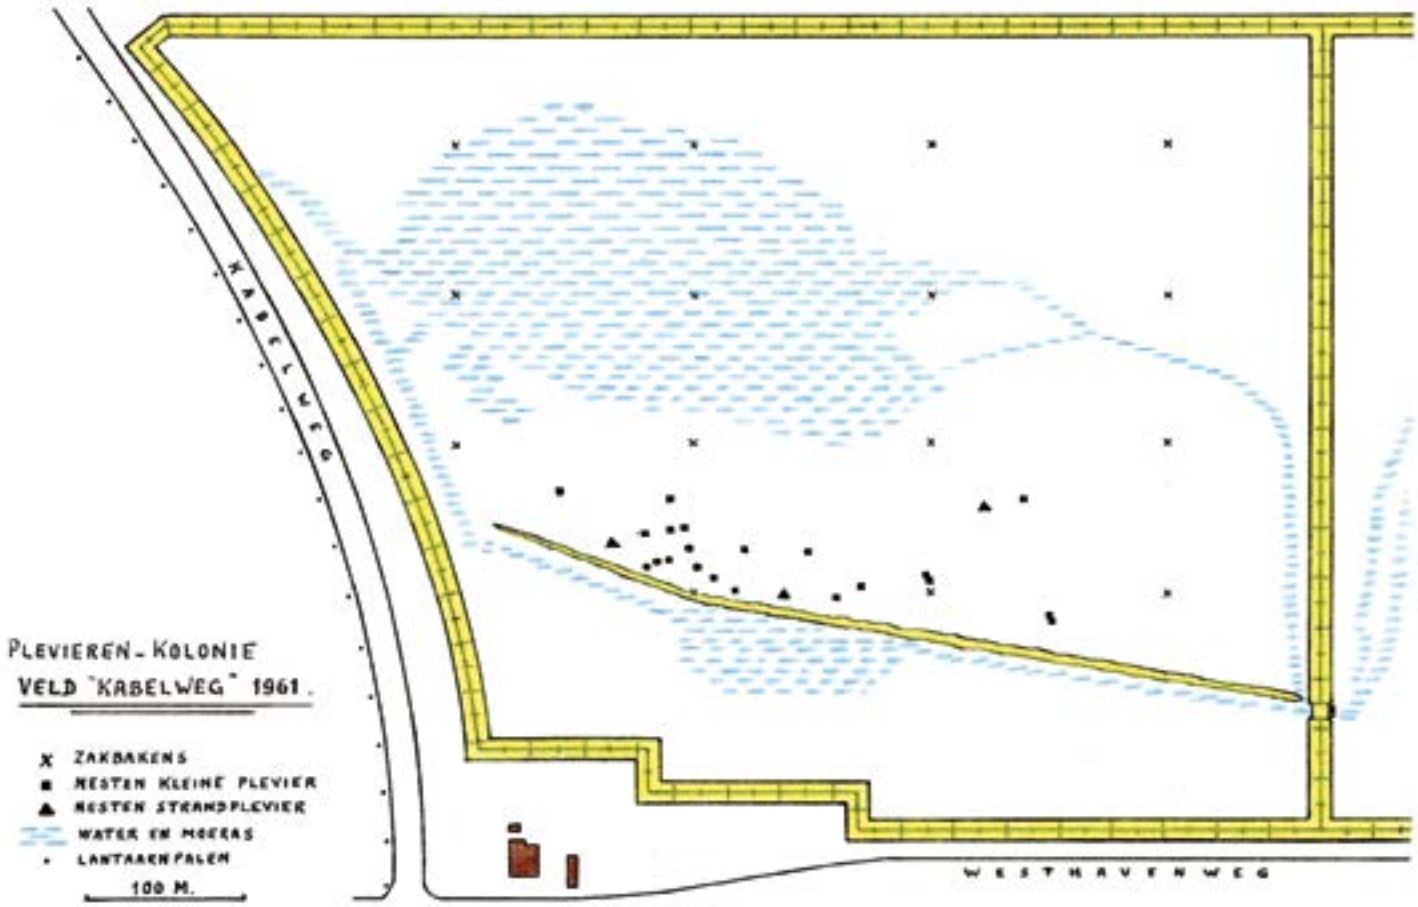 KABELWEG
PLEVIEREN-KOLONIE
VELD "KABELWEG" 1961.
x ZAKBAKENS
■ NESTEN KLEINE PLEVIER
▲ NESTEN STRANDPLEVIER
WATER EN MOERAS
• LANTAARNPALEN
100 M.
WESTHAVENWEG